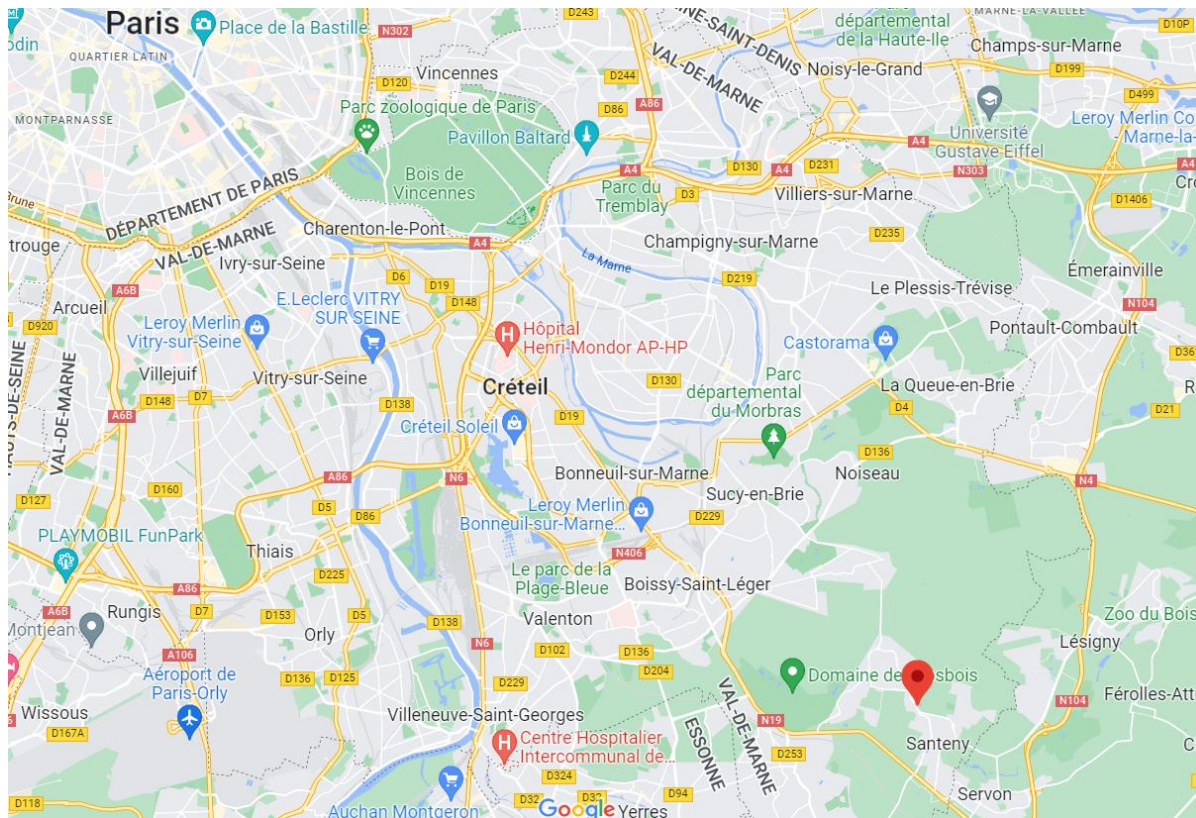 Paris
Place de la Bastille
D243
SEINE-SAINT-DENIS
département
départemental
de la Haute-Ile
MARNE-LA-VALLÉE
D10P
odin
QUARTIER LATIN
N302
VAL-DE-MARNE
Champs-sur-Marne
D120
Vincennes
D244
Noisy-le-Grand
D199
MONTPARNASSE
Parc zoologique de Paris
D86
A86
D499
Pavillon Baltard
Université
Gustave Eiffel
Leroy Merlin Co
Marne-la-
A4
Bois de
Vincennes
A4
D130
D231
N303
A4
Brune
DÉPARTEMENT DE PARIS
Parc du
Tremblay
D3
Villiers-sur-Marne
Cro
D1406
trouge
VAL-DE-MARNE
Charenton-le-Pont
A4
Champigny-sur-Marne
D235
Ivry-sur-Seine
La Marne
Émerainville
A6B
D6
D19
D219
Arcueil
E.Leclerc VITRY
SUR SEINE
D148
Le Plessis-Trévise
N104
D920
Leroy Merlin
Vitry-sur-Seine
Hôpital
Henri-Mondor AP-HP
Castorama
Pontault-Combault
D36
HAUTS-DE-SEINE
VAL-DE-MARNE
Villejuif
Vitry-sur-Seine
D130
Parc
départemental
du Morbras
La Queue-en-Brie
R
D148
D7
D138
Créteil
D4
D21
A6B
D19
Créteil Soleil
D136
A86
N6
Bonneuil-sur-Marne
Noiseau
N4
D127
D160
D5
D86
Leroy Merlin
Bonneuil-sur-Marne...
Sucy-en-Brie
D229
PLAYMOBIL FunPark
Thiais
N406
D225
Le parc de la
Plage-Bleue
Boissy-Saint-Léger
A86
A6B
Rungis
D7
D153
D5
D138
Valenton
Zoo du Bois
Montjean
Orly
N6
D102
D136
Lésigny
A106
Aéroport de
Paris-Orly
D136
D125
D229
D204
Domaine de
sbois
Férolles-Att
Wissous
Villeneuve-Saint-Georges
VAL-DE-MARNE
N104
D167A
Centre Hospitalier
Intercommunal de...
ESSONNE
N19
D253
Santeny
C
D118
D324
Auchan Montgeron
D32
D32
D94
Servon
Google
Yerres